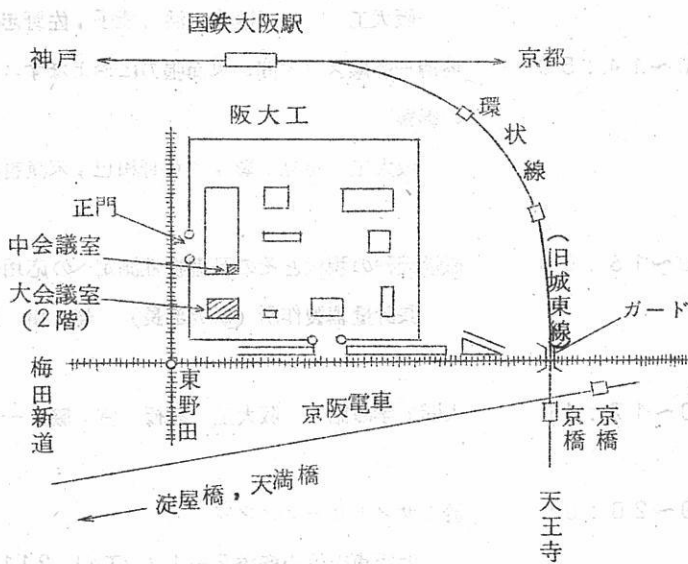 国鉄大阪駅
神戸
京都
環状線
阪大工
正門
中会議室
大会議室
(2階)
(旧城東線)
ガード
梅田新道
東野田
京阪電車
京橋
京橋
淀屋橋，天満橋
天王寺